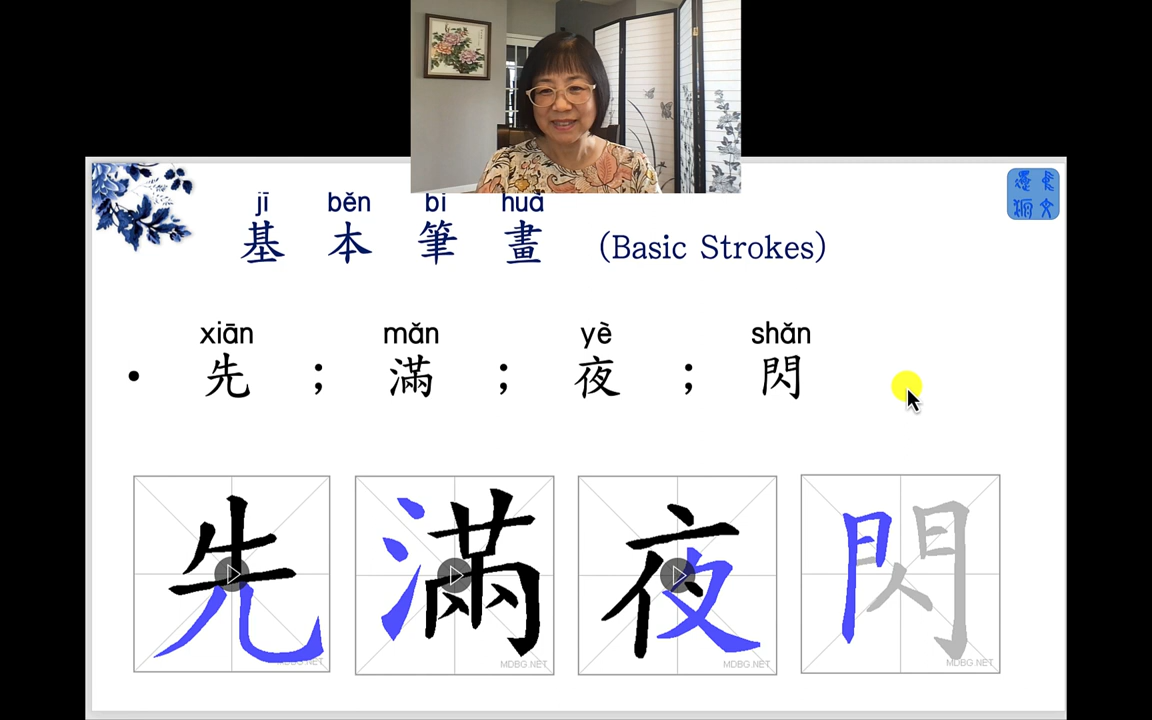 jī běn bǐ huà
基 本 筆 畫 (Basic Strokes)
xiān mǎn yè shǎn
• 先 ； 滿 ； 夜 ； 閃
先 滿 夜 閃
MDBG.NET MDBG.NET MDBG.NET